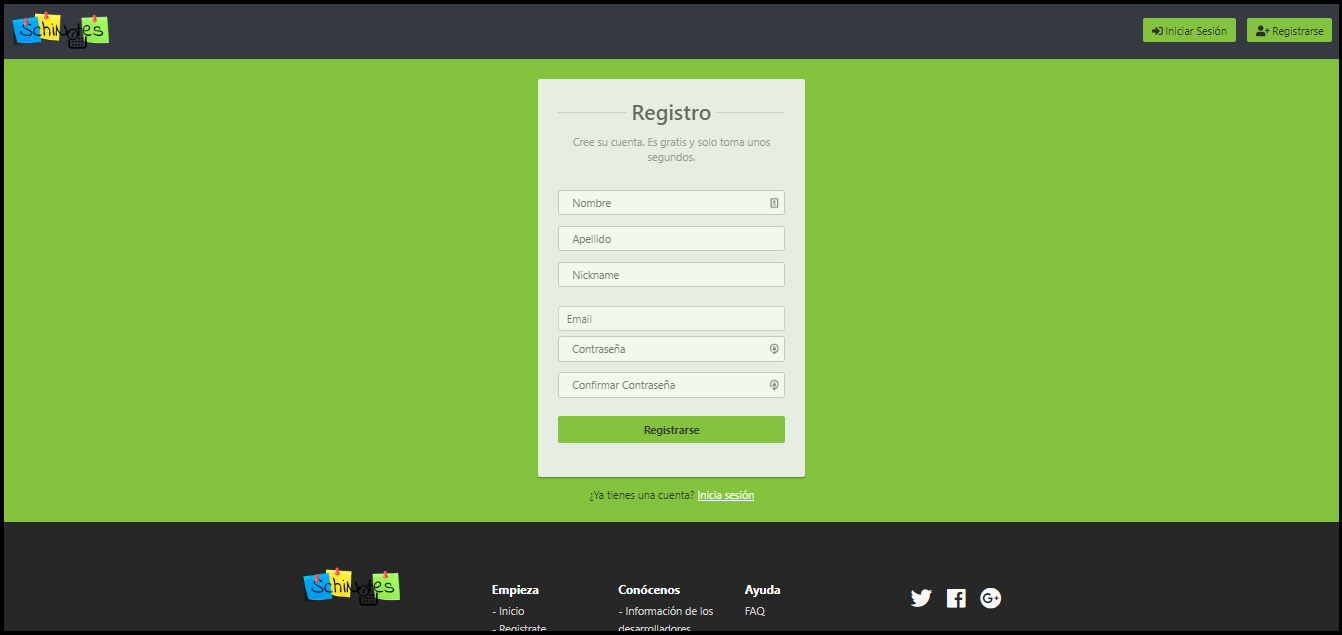 SchiNotes
Iniciar Sesión
Registrarse
Registro
Cree su cuenta. Es gratis y solo toma unos
segundos.
Nombre
Apellido
Nickname
Email
Contraseña
Confirmar Contraseña
Registrarse
¿Ya tienes una cuenta? Inicia sesión
SchiNotes
Empieza
- Inicio
- Registrate
Conócenos
- Información de los
desarrolladores
Ayuda
FAQ
G+